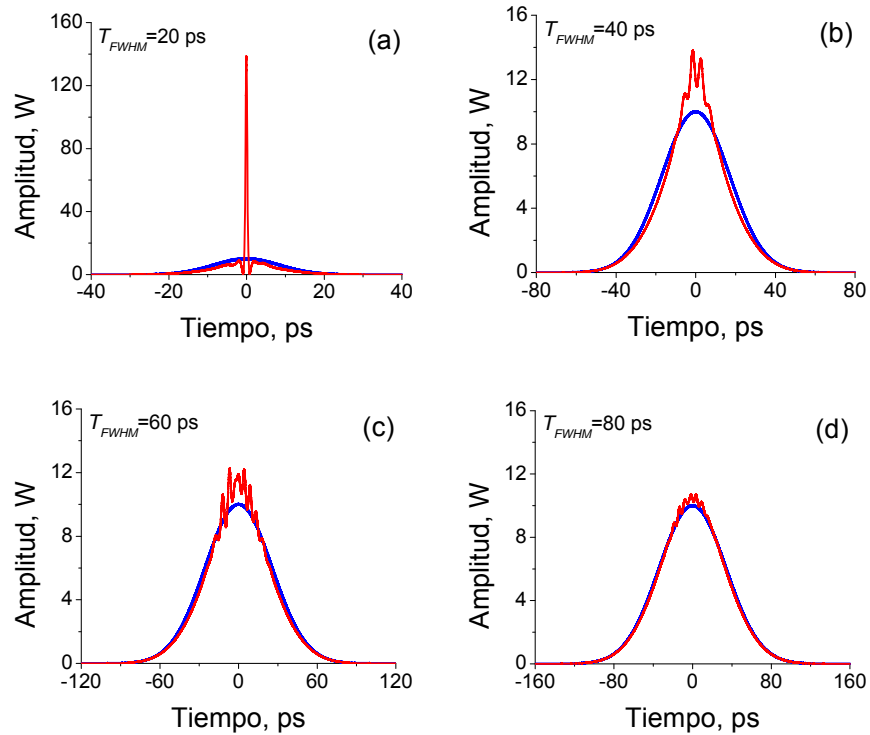 T_FWHM=20 ps
(a)
Amplitud, W
160
120
80
40
0
-40 -20 0 20 40
Tiempo, ps
T_FWHM=40 ps
(b)
Amplitud, W
16
12
8
4
0
-80 -40 0 40 80
Tiempo, ps
T_FWHM=60 ps
(c)
Amplitud, W
16
12
8
4
0
-120 -60 0 60 120
Tiempo, ps
T_FWHM=80 ps
(d)
Amplitud, W
16
12
8
4
0
-160 -80 0 80 160
Tiempo, ps